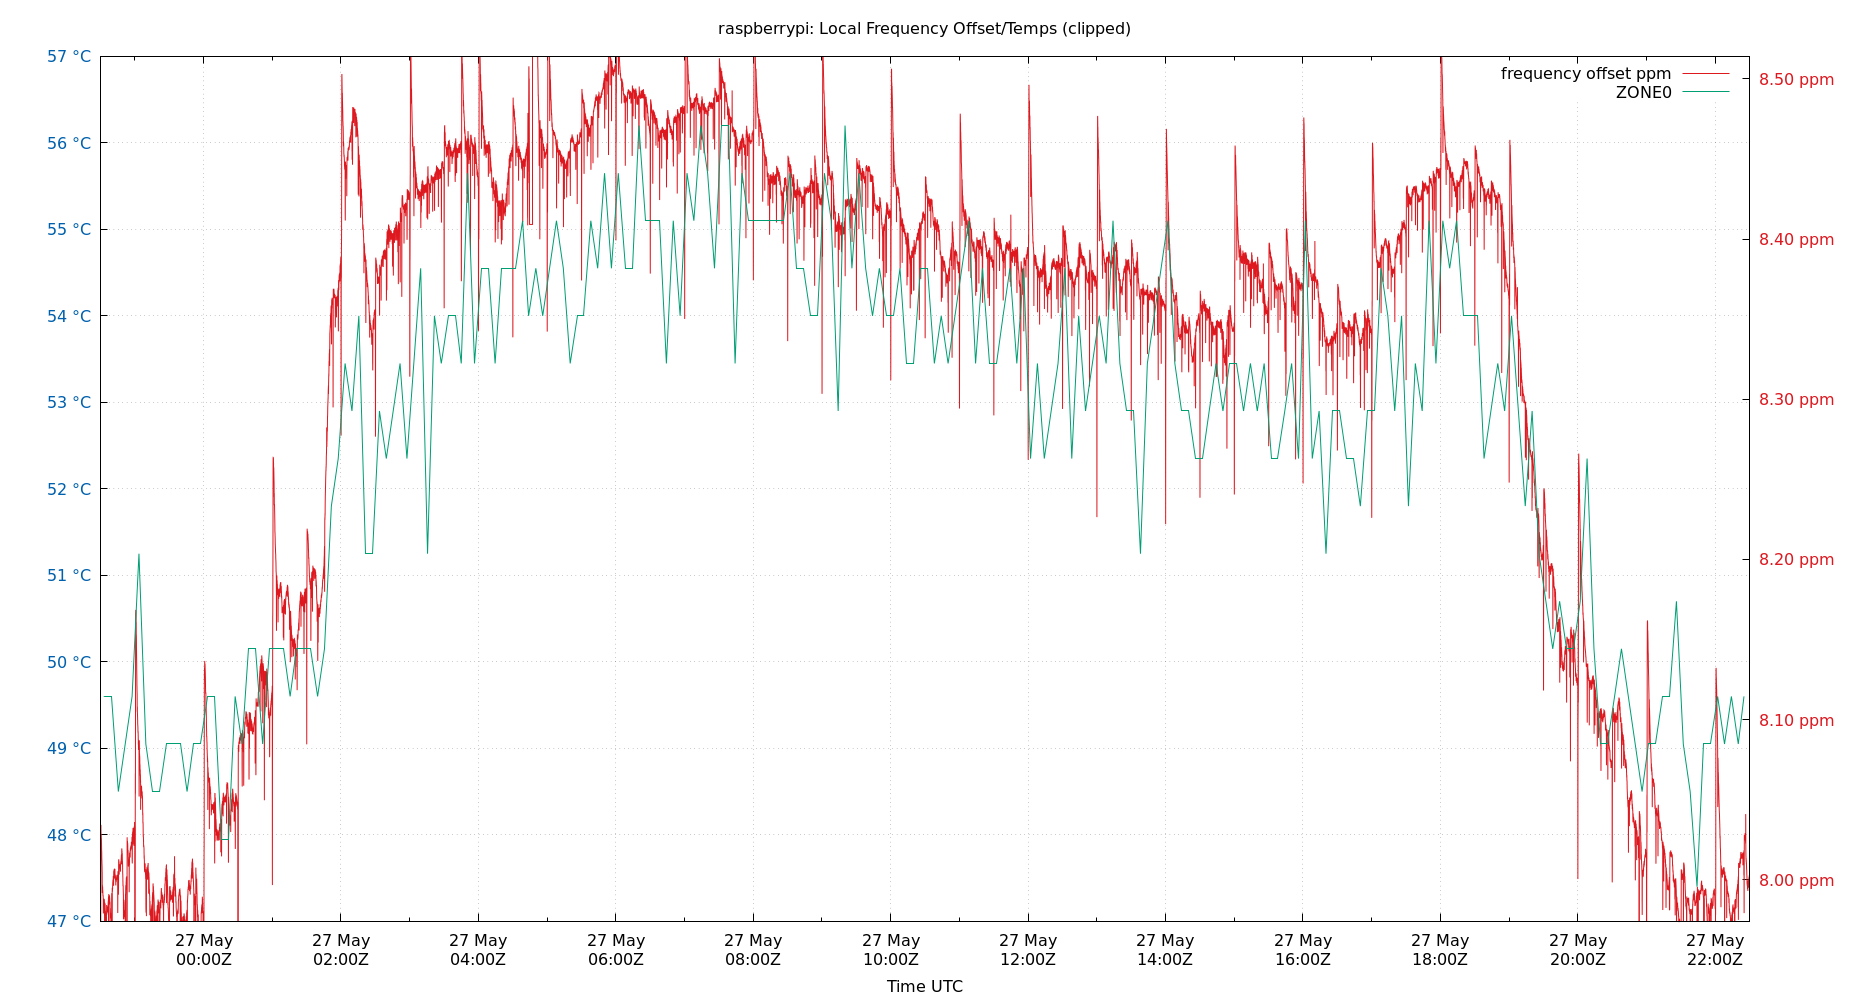 raspberrypi: Local Frequency Offset/Temps (clipped)
57 °C
56 °C
55 °C
54 °C
53 °C
52 °C
51 °C
50 °C
49 °C
48 °C
47 °C
frequency offset ppm
ZONE0
8.50 ppm
8.40 ppm
8.30 ppm
8.20 ppm
8.10 ppm
8.00 ppm
27 May 27 May 27 May 27 May 27 May 27 May 27 May 27 May 27 May 27 May 27 May 27 May
00:00Z 02:00Z 04:00Z 06:00Z 08:00Z 10:00Z 12:00Z 14:00Z 16:00Z 18:00Z 20:00Z 22:00Z
Time UTC